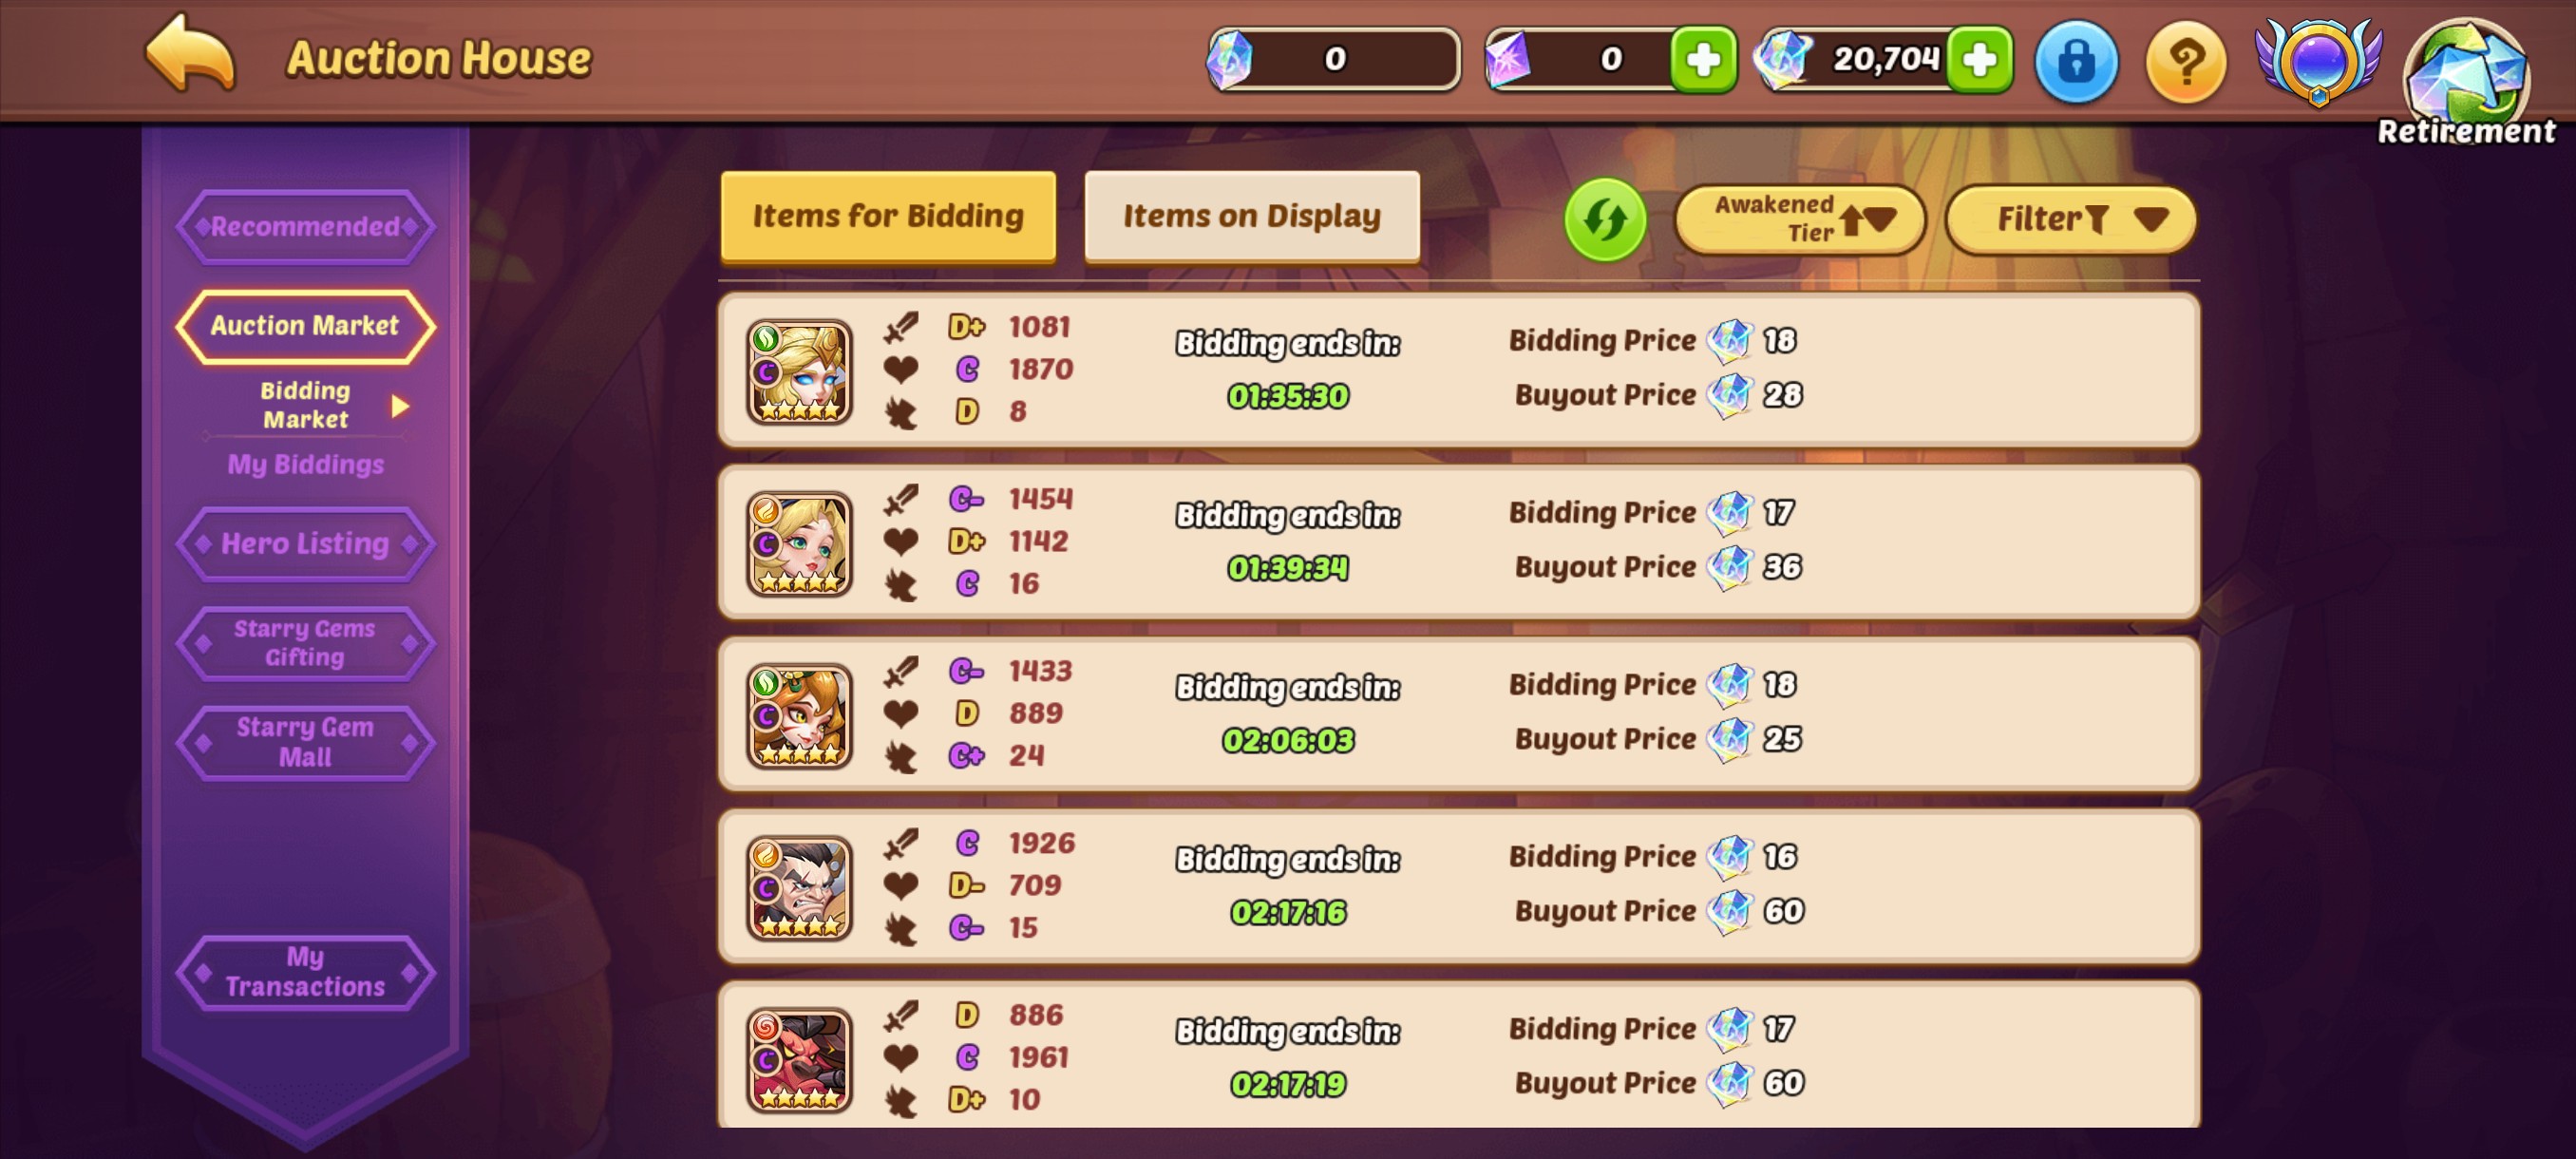 Auction House
0
0
20,704
Retirement
Recommended
Auction Market
Bidding
Market
My Biddings
Hero Listing
Starry Gems
Gifting
Starry Gem
Mall
My
Transactions
Items for Bidding
Items on Display
Awakened
Tier
Filter
C
D+ 1081
C 1870
D 8
Bidding ends in:
01:35:30
Bidding Price 18
Buyout Price 28
C
C- 1454
D+ 1142
C 16
Bidding ends in:
01:39:34
Bidding Price 17
Buyout Price 36
C
C- 1433
D 889
C+ 24
Bidding ends in:
02:06:03
Bidding Price 18
Buyout Price 25
C
C 1926
D- 709
C- 15
Bidding ends in:
02:17:16
Bidding Price 16
Buyout Price 60
C
D 886
C 1961
D+ 10
Bidding ends in:
02:17:19
Bidding Price 17
Buyout Price 60